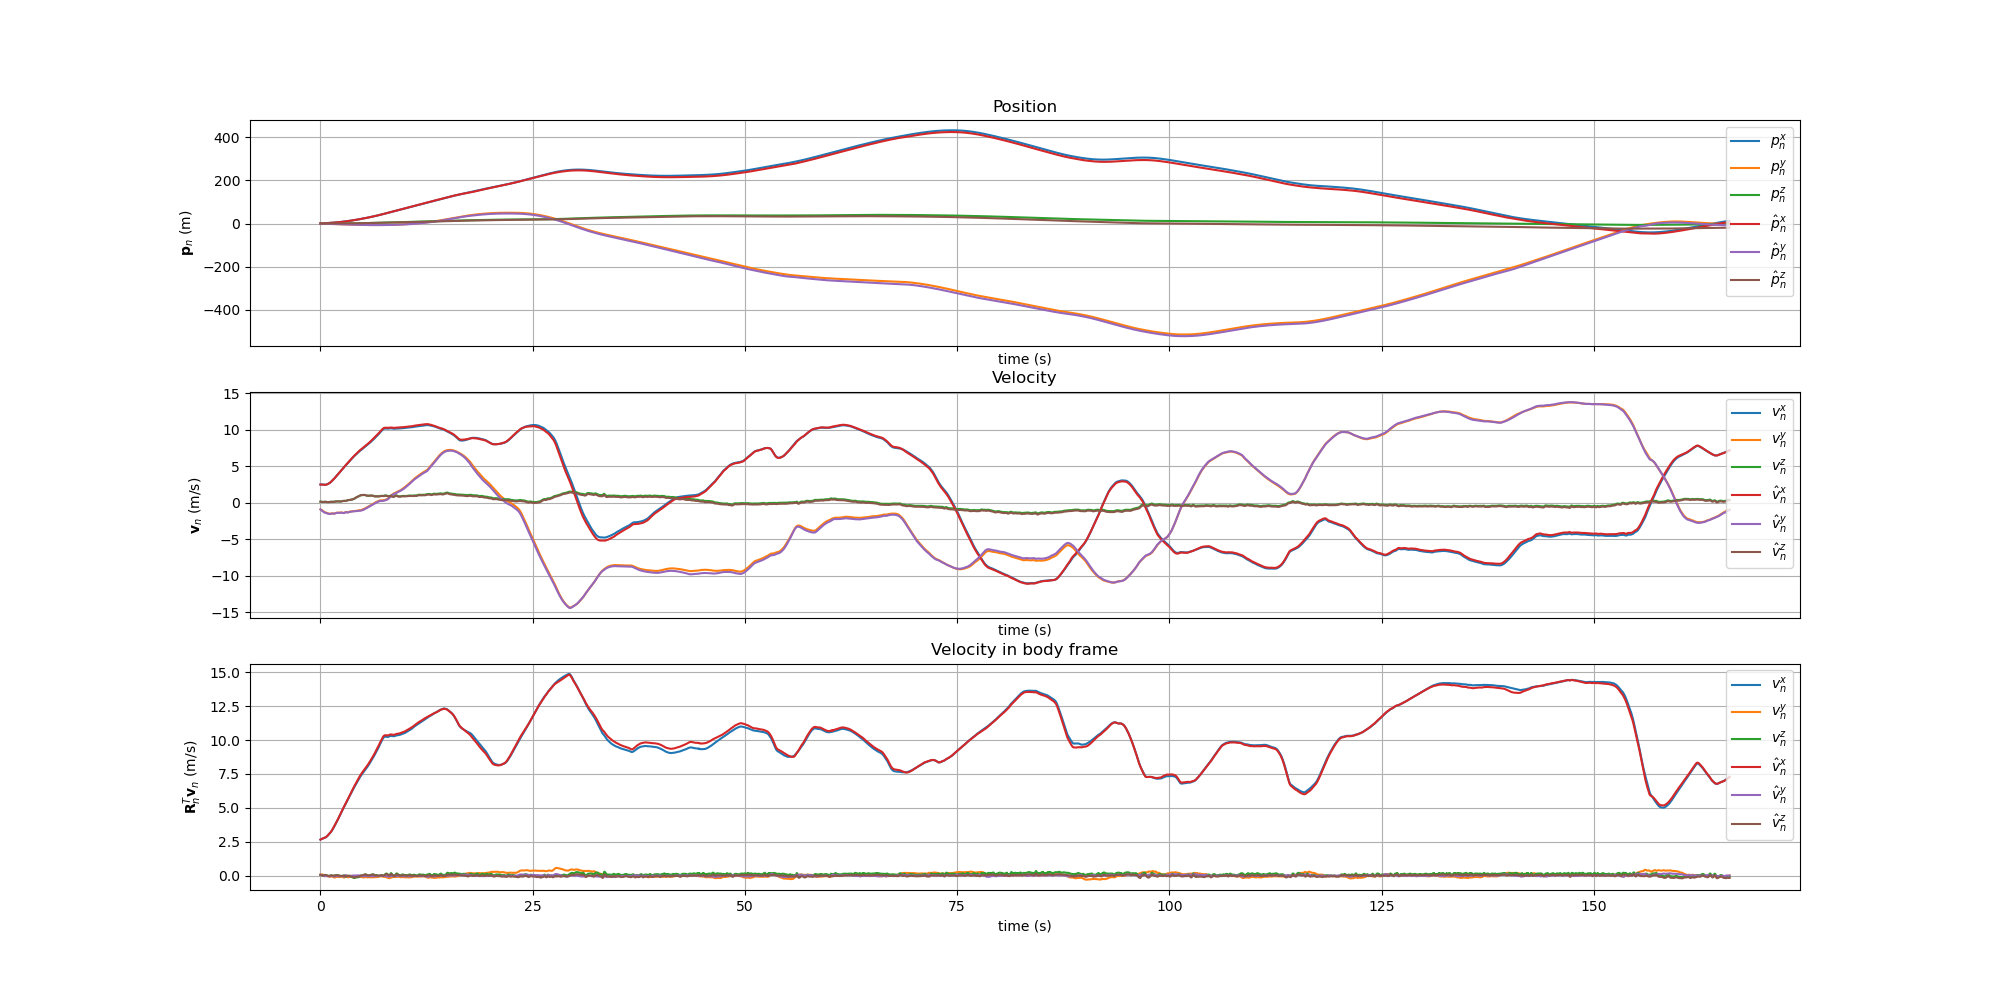 Position
400
200
0
−200
−400
p_n (m)
p_n^x
p_n^y
p_n^z
p̂_n^x
p̂_n^y
p̂_n^z
time (s)
Velocity
15
10
5
0
−5
−10
−15
v_n (m/s)
v_n^x
v_n^y
v_n^z
v̂_n^x
v̂_n^y
v̂_n^z
time (s)
Velocity in body frame
15.0
12.5
10.0
7.5
5.0
2.5
0.0
R_n^T v_n (m/s)
v_n^x
v_n^y
v_n^z
v̂_n^x
v̂_n^y
v̂_n^z
0 25 50 75 100 125 150
time (s)